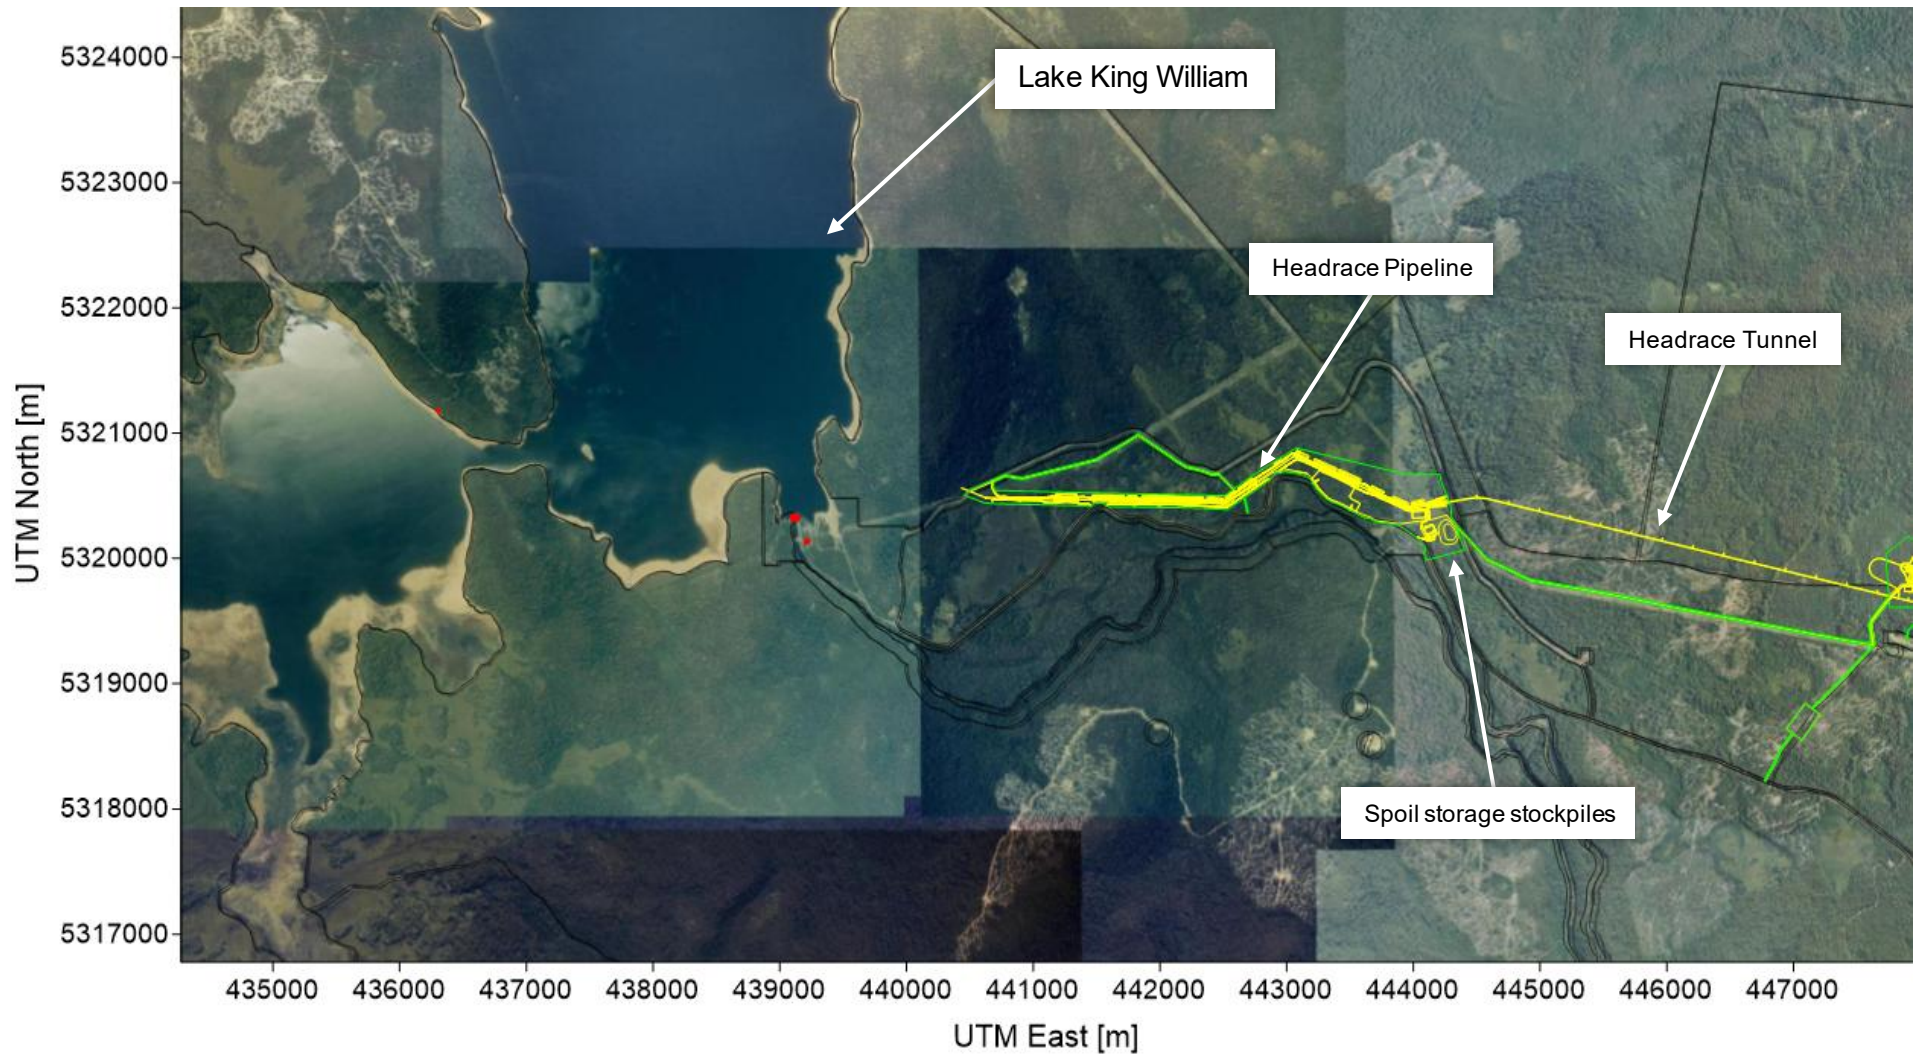 5324000
Lake King William
5323000
Headrace Pipeline
5322000
Headrace Tunnel
5321000
UTM North [m]
5320000
5319000
Spoil storage stockpiles
5318000
5317000
435000 436000 437000 438000 439000 440000 441000 442000 443000 444000 445000 446000 447000
UTM East [m]